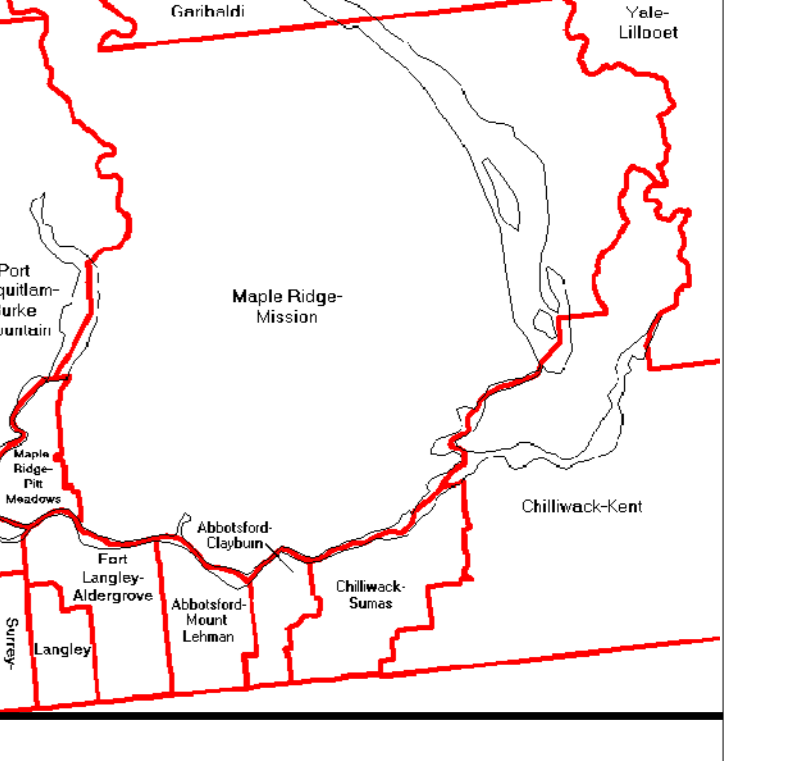 Garibaldi
Yale-
Lillooet
Port
quitlam-
urke
untain
Maple Ridge-
Mission
Maple
Ridge-
Pitt
Meadows
Chilliwack-Kent
Abbotsford-
Clayburn
Fort
Langley-
Aldergrove
Chilliwack-
Sumas
Abbotsford-
Mount
Lehman
Surrey-
Langley